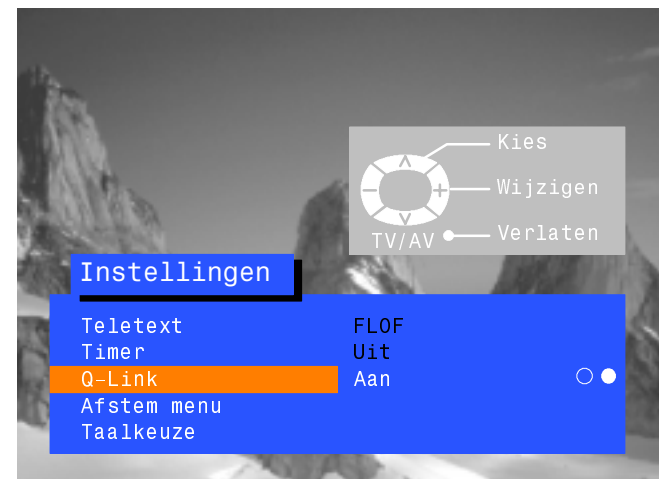 Kies
Wijzigen
TV/AV Verlaten
Instellingen
Teletext FLOF
Timer Uit
Q-Link Aan
Afstem menu
Taalkeuze